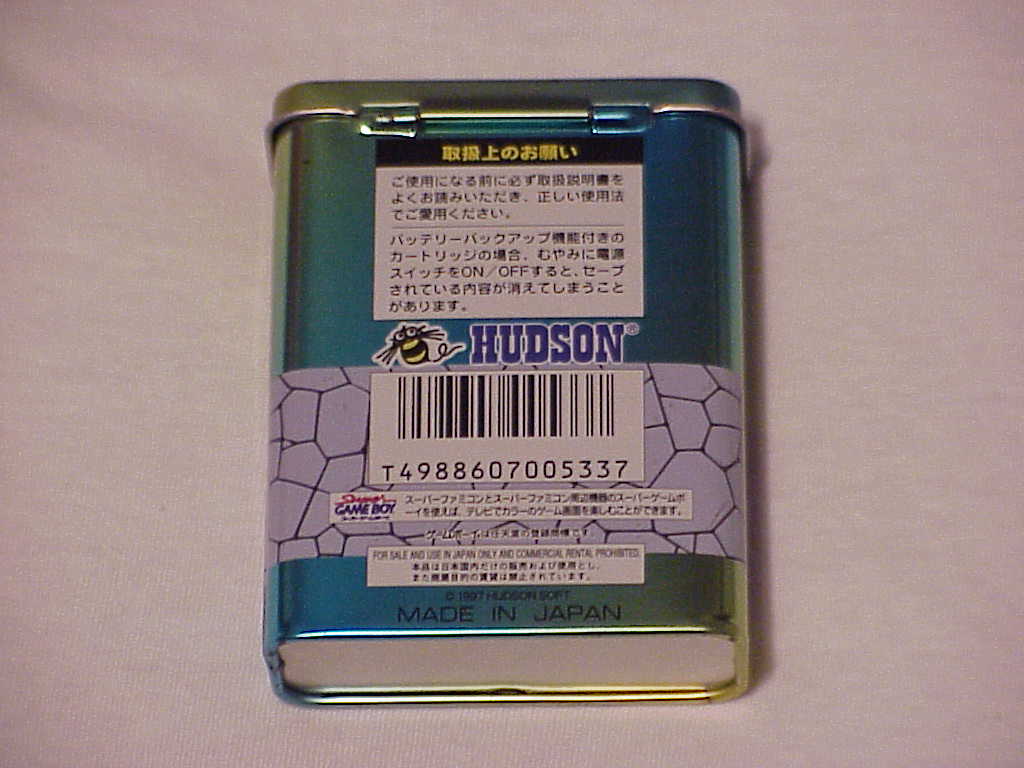 取扱上のお願い
ご使用になる前に必ず取扱説明書を
よくお読みいただき、正しい使用法
でご愛用ください。
バッテリーバックアップ機能付きの
カートリッジの場合、むやみに電源
スイッチをON／OFFすると、セーブ
されている内容が消えてしまうこと
があります。
HUDSON®
T4988607005337
SUPER
GAME BOY
スーパーゲームボーイ
スーパーファミコンとスーパーファミコン周辺機器のスーパーゲームボ
ーイを使えば、テレビでカラーのゲーム画面を楽しむことができます。
ゲームボーイは任天堂の登録商標です。
FOR SALE AND USE IN JAPAN ONLY AND COMMERCIAL RENTAL PROHIBITED.
本品は日本国内だけの販売および使用とし、
また商業目的の賃貸は禁止されています。
© 1997 HUDSON SOFT
MADE IN JAPAN